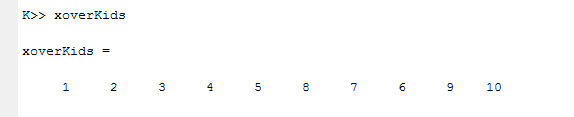 K>> xoverKids
xoverKids =
1 2 3 4 5 8 7 6 9 10